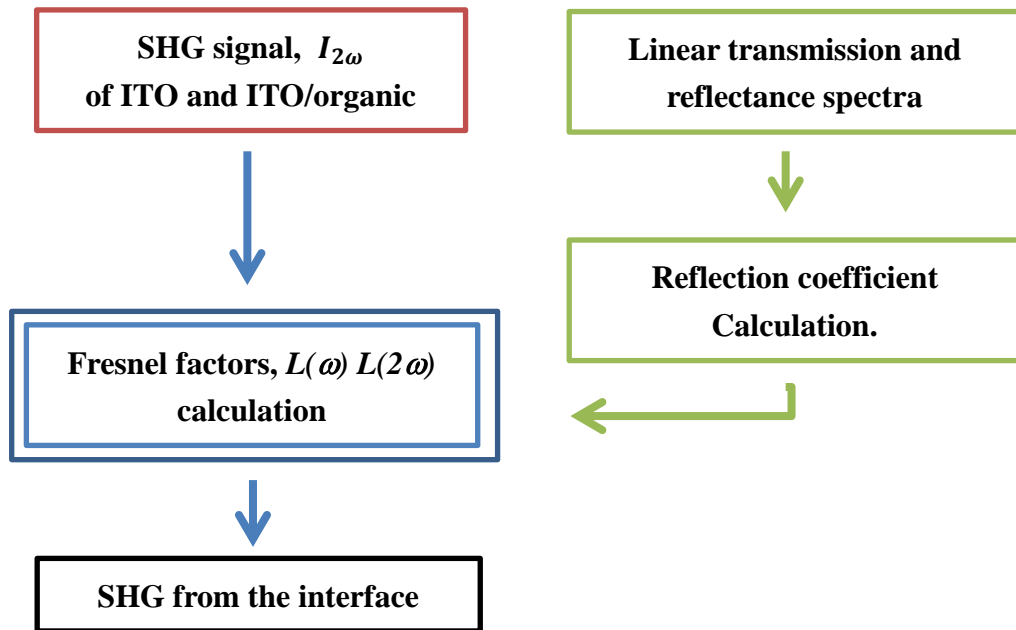 SHG signal, I2ω
of ITO and ITO/organic
Linear transmission and
reflectance spectra
Reflection coefficient
Calculation.
Fresnel factors, L(ω) L(2ω)
calculation
SHG from the interface